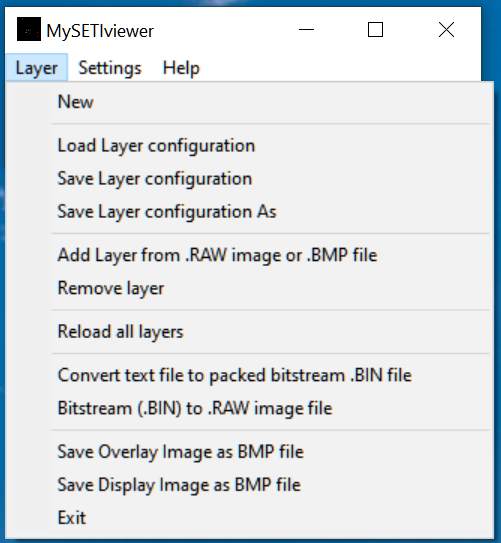 MySETIviewer
Layer Settings Help
New
Load Layer configuration
Save Layer configuration
Save Layer configuration As
Add Layer from .RAW image or .BMP file
Remove layer
Reload all layers
Convert text file to packed bitstream .BIN file
Bitstream (.BIN) to .RAW image file
Save Overlay Image as BMP file
Save Display Image as BMP file
Exit